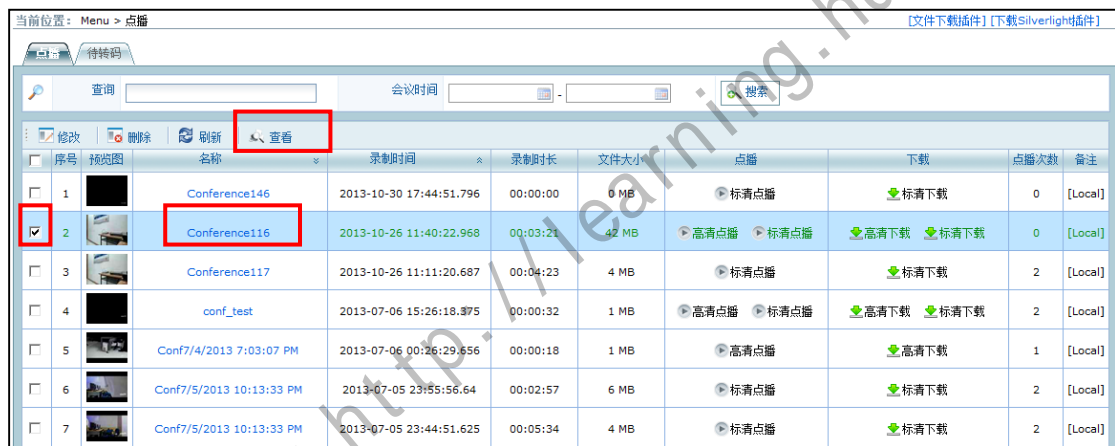 当前位置: Menu > 点播 [文件下载插件] [下载Silverlight插件]
点播 待转码
查询 会议时间 - 搜索
修改 删除 刷新 查看
序号 预览图 名称 录制时间 录制时长 文件大小 点播 下载 点播次数 备注
1 Conference146 2013-10-30 17:44:51.796 00:00:00 0 MB 标清点播 标清下载 0 [Local]
2 Conference116 2013-10-26 11:40:22.968 00:03:21 42 MB 高清点播 标清点播 高清下载 标清下载 0 [Local]
3 Conference117 2013-10-26 11:11:20.687 00:04:23 4 MB 标清点播 标清下载 2 [Local]
4 conf_test 2013-07-06 15:26:18.375 00:00:32 1 MB 高清点播 标清点播 高清下载 标清下载 2 [Local]
5 Conf7/4/2013 7:03:07 PM 2013-07-06 00:26:29.656 00:00:18 1 MB 高清点播 高清下载 1 [Local]
6 Conf7/5/2013 10:13:33 PM 2013-07-05 23:55:56.64 00:02:57 6 MB 标清点播 标清下载 2 [Local]
7 Conf7/5/2013 10:13:33 PM 2013-07-05 23:44:51.625 00:05:34 4 MB 标清点播 标清下载 2 [Local]
http://learning.hu